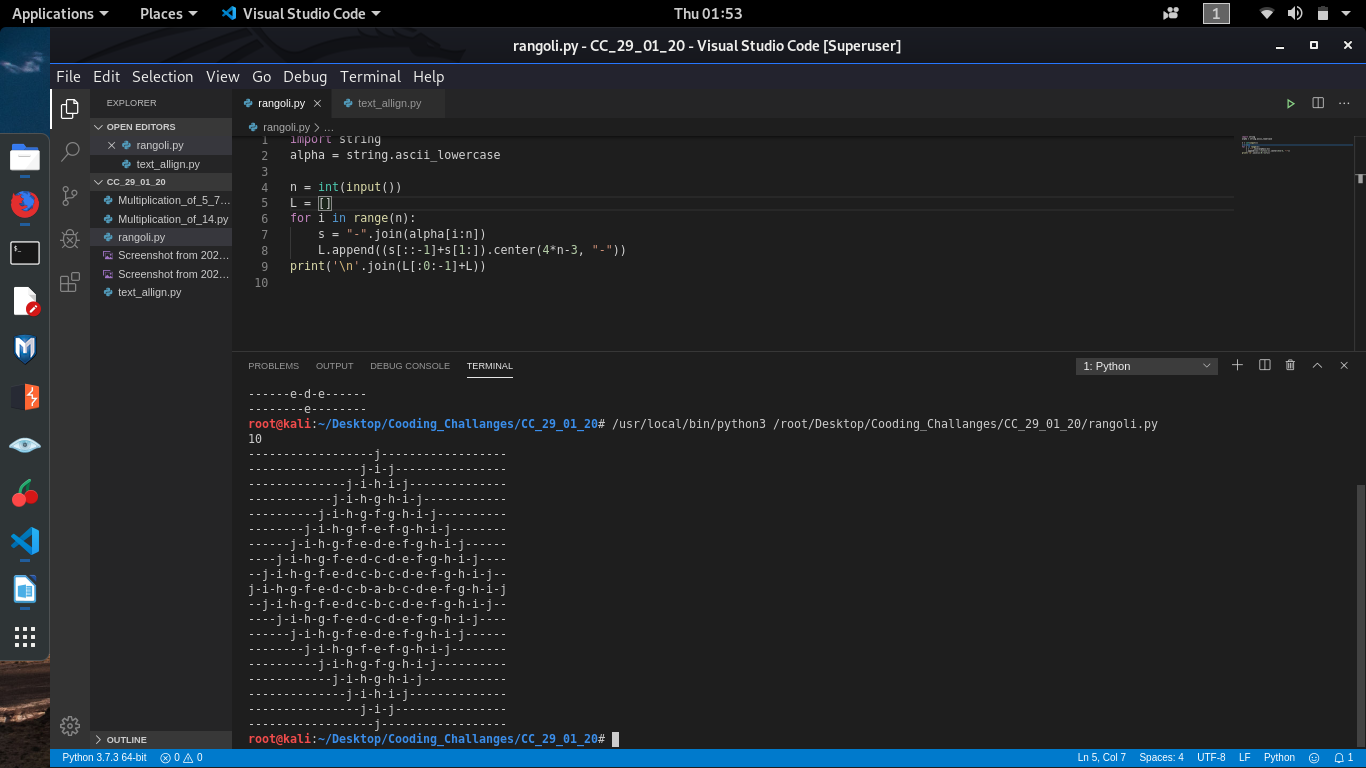 Applications Places Visual Studio Code Thu 01:53 1
rangoli.py - CC_29_01_20 - Visual Studio Code [Superuser]
File Edit Selection View Go Debug Terminal Help
EXPLORER
OPEN EDITORS
rangoli.py
text_allign.py
CC_29_01_20
Multiplication_of_5_7...
Multiplication_of_14.py
rangoli.py
Screenshot from 202...
Screenshot from 202...
text_allign.py
OUTLINE
rangoli.py text_allign.py
rangoli.py > ...
1 import string
2 alpha = string.ascii_lowercase
3
4 n = int(input())
5 L = []
6 for i in range(n):
7 s = "-".join(alpha[i:n])
8 L.append((s[::-1]+s[1:]).center(4*n-3, "-"))
9 print('\n'.join(L[:0:-1]+L))
10
PROBLEMS OUTPUT DEBUG CONSOLE TERMINAL 1: Python
------e-d-e------
--------e--------
root@kali:~/Desktop/Cooding_Challanges/CC_29_01_20# /usr/local/bin/python3 /root/Desktop/Cooding_Challanges/CC_29_01_20/rangoli.py
10
------------------j------------------
----------------j-i-j----------------
--------------j-i-h-i-j--------------
------------j-i-h-g-h-i-j------------
----------j-i-h-g-f-g-h-i-j----------
--------j-i-h-g-f-e-f-g-h-i-j--------
------j-i-h-g-f-e-d-e-f-g-h-i-j------
----j-i-h-g-f-e-d-c-d-e-f-g-h-i-j----
--j-i-h-g-f-e-d-c-b-c-d-e-f-g-h-i-j--
j-i-h-g-f-e-d-c-b-a-b-c-d-e-f-g-h-i-j
--j-i-h-g-f-e-d-c-b-c-d-e-f-g-h-i-j--
----j-i-h-g-f-e-d-c-d-e-f-g-h-i-j----
------j-i-h-g-f-e-d-e-f-g-h-i-j------
--------j-i-h-g-f-e-f-g-h-i-j--------
----------j-i-h-g-f-g-h-i-j----------
------------j-i-h-g-h-i-j------------
--------------j-i-h-i-j--------------
----------------j-i-j----------------
------------------j------------------
root@kali:~/Desktop/Cooding_Challanges/CC_29_01_20#
Python 3.7.3 64-bit 0 0 Ln 5, Col 7 Spaces: 4 UTF-8 LF Python 1